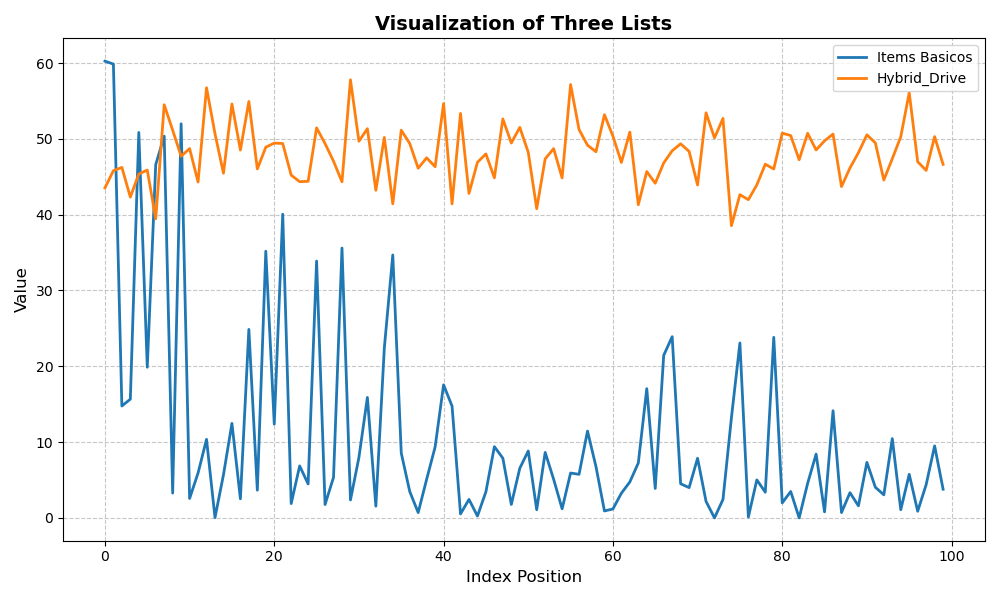 Visualization of Three Lists
Items Basicos
Hybrid_Drive
Value
60
50
40
30
20
10
0
0 20 40 60 80 100
Index Position